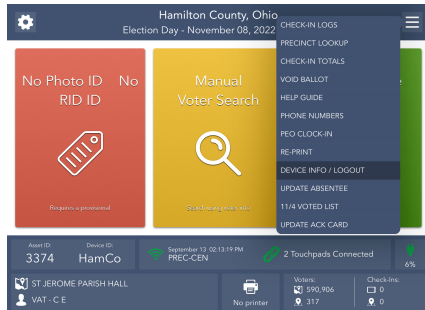 Hamilton County, Ohio
Election Day - November 08, 2022
No Photo ID No
RID ID
Requires a provisional
Manual
Voter Search
CHECK-IN LOGS
PRECINCT LOOKUP
CHECK-IN TOTALS
VOID BALLOT
HELP GUIDE
PHONE NUMBERS
PEO CLOCK-IN
RE-PRINT
DEVICE INFO / LOGOUT
UPDATE ABSENTEE
11/4 VOTED LIST
UPDATE ACK CARD
Asset ID:
3374
Device ID:
HamCo
September 13 02:13:19 PM
PREC-CEN
2 Touchpads Connected
6%
ST JEROME PARISH HALL
VAT - C E
No printer
Voters:
590,906
317
Check-Ins:
0
0